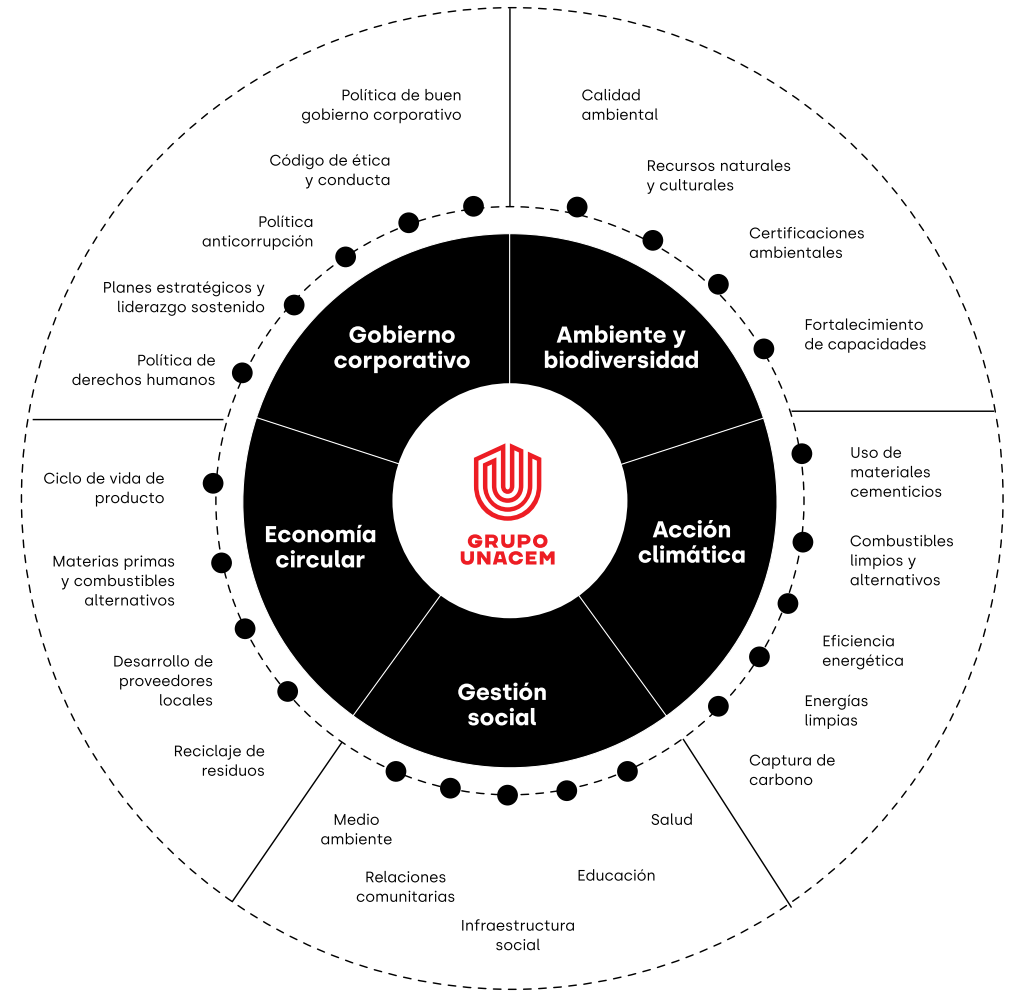 Política de buen
gobierno corporativo
Código de ética
y conducta
Política
anticorrupción
Planes estratégicos y
liderazgo sostenido
Política de
derechos humanos
Calidad
ambiental
Recursos naturales
y culturales
Certificaciones
ambientales
Fortalecimiento
de capacidades
Gobierno
corporativo
Ambiente y
biodiversidad
Economía
circular
GRUPO
UNACEM
Acción
climática
Gestión
social
Ciclo de vida de
producto
Materias primas
y combustibles
alternativos
Desarrollo de
proveedores
locales
Reciclaje de
residuos
Uso de
materiales
cementicios
Combustibles
limpios y
alternativos
Eficiencia
energética
Energías
limpias
Captura de
carbono
Medio
ambiente
Relaciones
comunitarias
Infraestructura
social
Educación
Salud